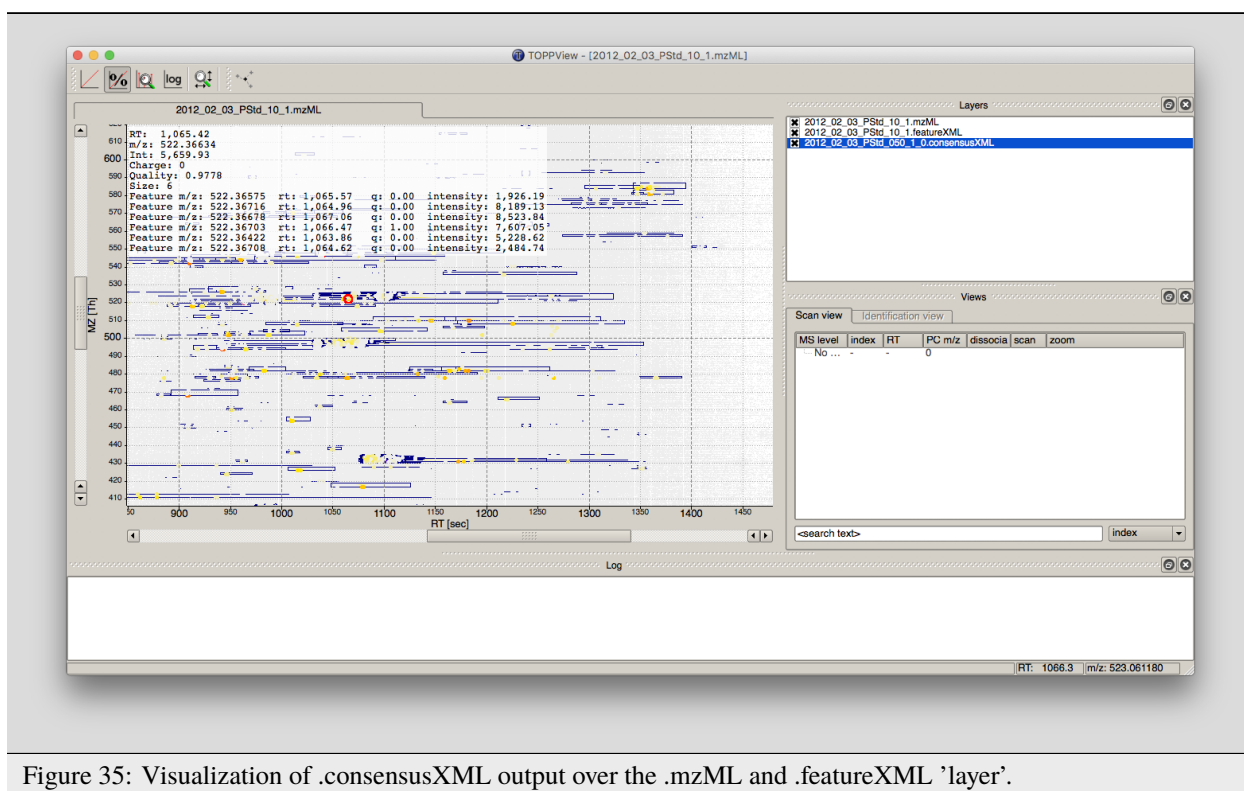 TOPPView - [2012_02_03_PStd_10_1.mzML]
% log
2012_02_03_PStd_10_1.mzML
RT: 1,065.42
m/z: 522.36634
Int: 5,659.93
Charge: 0
Quality: 0.9778
Size: 6
Feature m/z: 522.36575 rt: 1,065.57 q: 0.00 intensity: 1,926.19
Feature m/z: 522.36716 rt: 1,064.96 q: 0.00 intensity: 8,189.13
Feature m/z: 522.36678 rt: 1,067.06 q: 0.00 intensity: 8,523.84
Feature m/z: 522.36703 rt: 1,066.47 q: 1.00 intensity: 7,607.05
Feature m/z: 522.36422 rt: 1,063.86 q: 0.00 intensity: 5,228.62
Feature m/z: 522.36708 rt: 1,064.62 q: 0.00 intensity: 2,484.74
610
600
590
580
570
560
550
540
530
520
510
500
490
480
470
460
450
440
430
420
410
MZ [Th]
50 900 950 1000 1050 1100 1150 1200 1250 1300 1350 1400 1450
RT [sec]
Layers
2012_02_03_PStd_10_1.mzML
2012_02_03_PStd_10_1.featureXML
2012_02_03_PStd_050_1_0.consensusXML
Views
Scan view Identification view
MS level index RT PC m/z dissocia scan zoom
No ... - - 0
<search text> index
Log
RT: 1066.3 m/z: 523.061180
Figure 35: Visualization of .consensusXML output over the .mzML and .featureXML ’layer’.